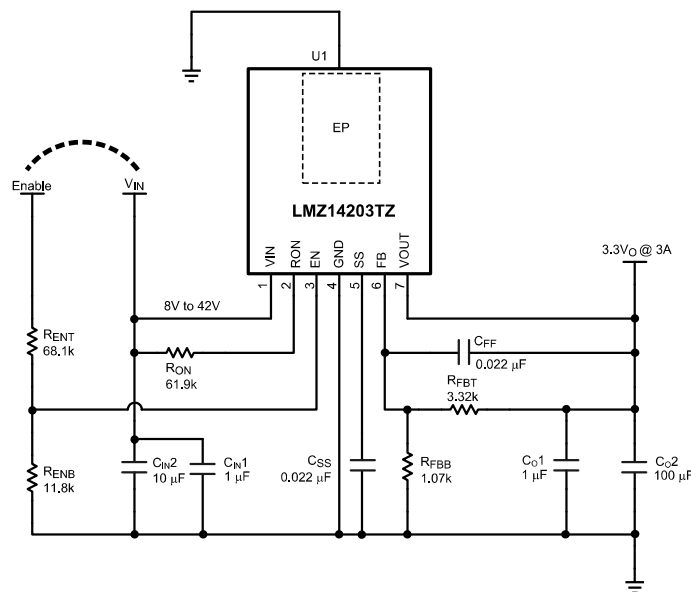 U1
EP
LMZ14203TZ
Enable
VIN
VIN
RON
EN
GND
SS
FB
VOUT
1
2
3
4
5
6
7
3.3VO @ 3A
8V to 42V
RENT
68.1k
RON
61.9k
CFF
0.022 µF
RFBT
3.32k
RENB
11.8k
CIN2
10 µF
CIN1
1 µF
CSS
0.022 µF
RFBB
1.07k
CO1
1 µF
CO2
100 µF